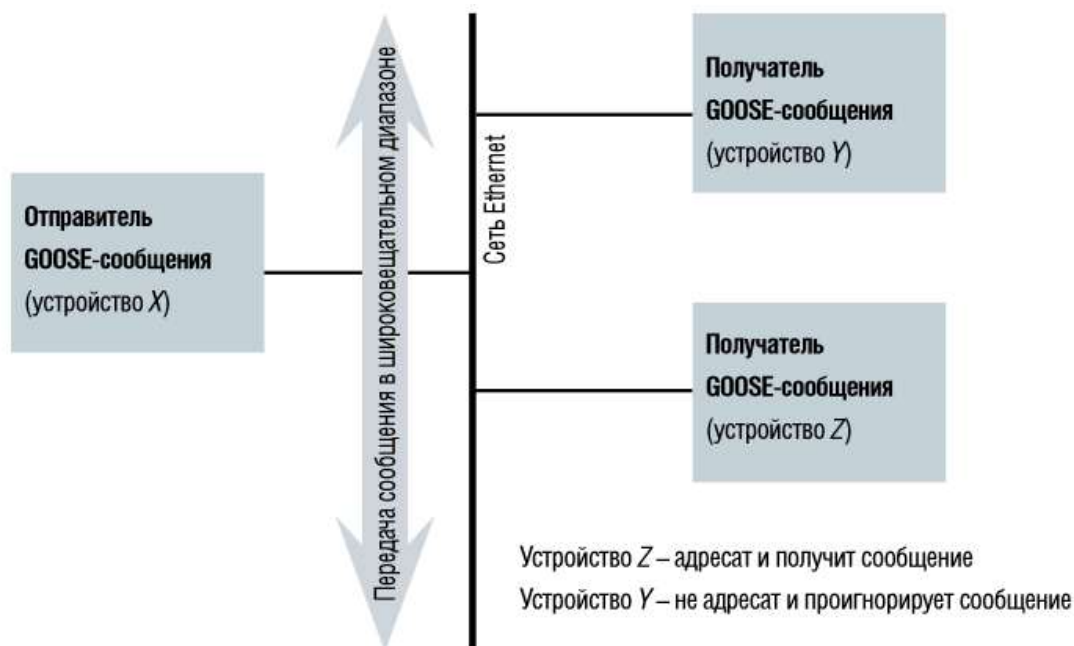 Отправитель
GOOSE-сообщения
(устройство X)
Передача сообщения в широковещательном диапазоне
Сеть Ethernet
Получатель
GOOSE-сообщения
(устройство Y)
Получатель
GOOSE-сообщения
(устройство Z)
Устройство Z – адресат и получит сообщение
Устройство Y – не адресат и проигнорирует сообщение